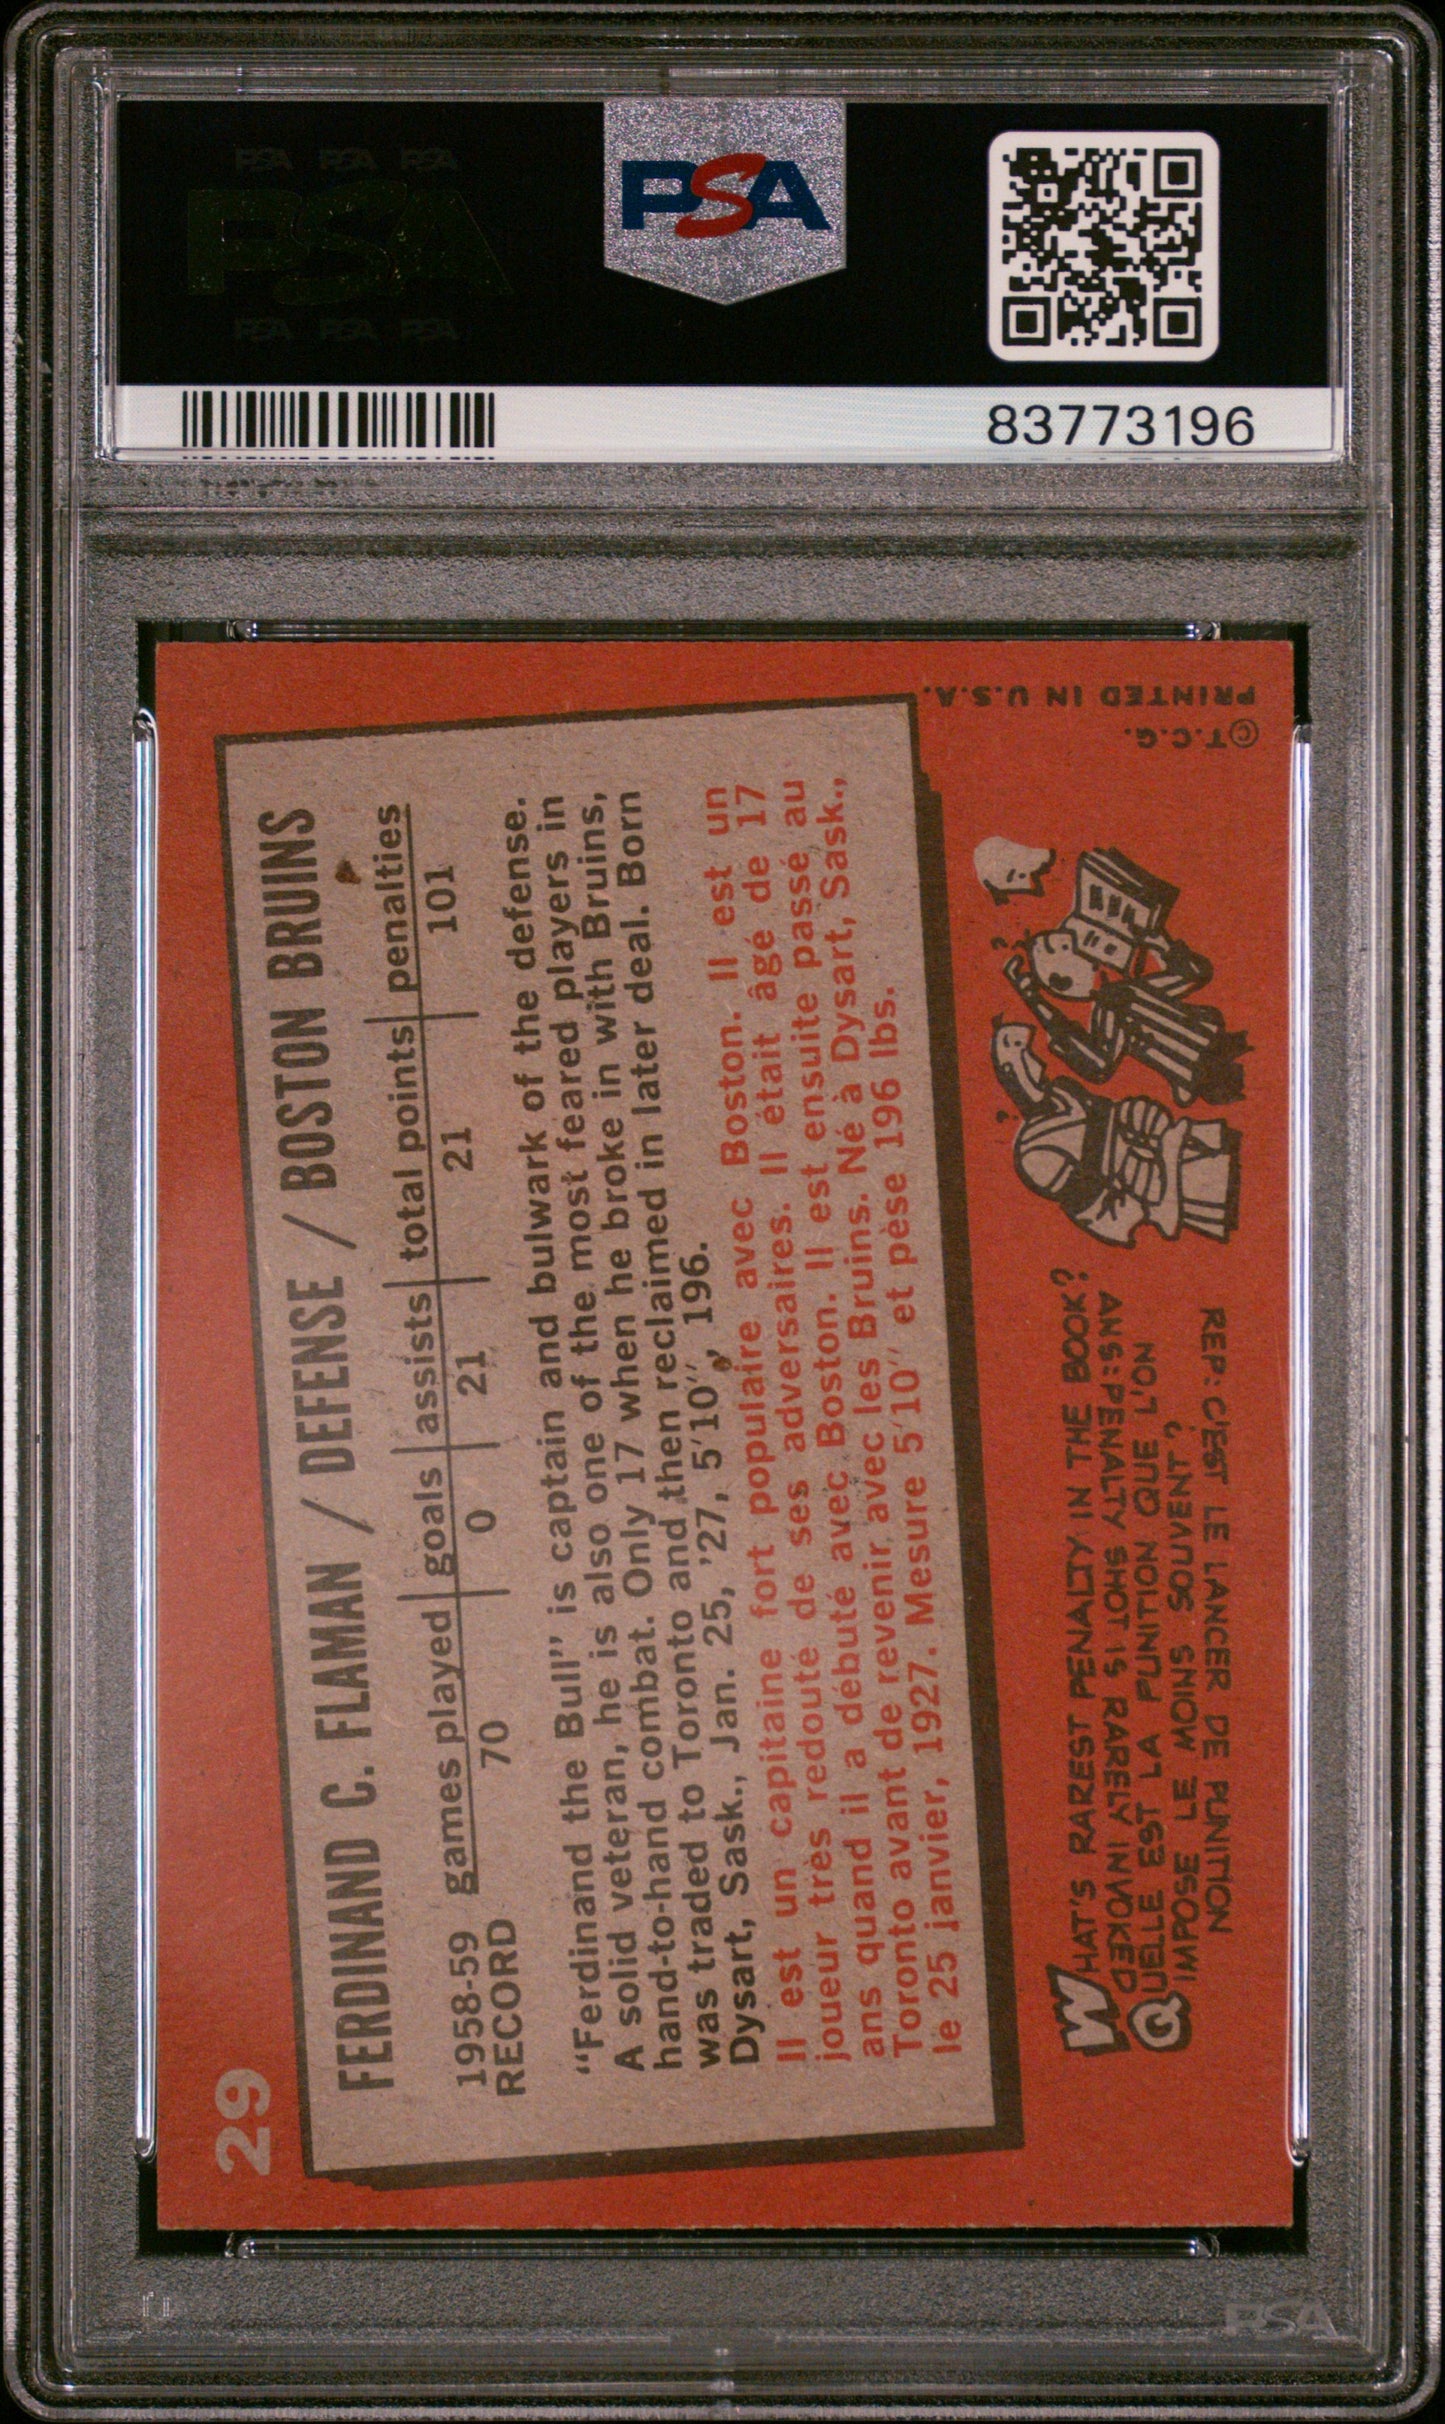 PSA PSA PSA
PSA
PSA PSA PSA
PSA
83773196
29
FERDINAND C. FLAMAN / DEFENSE / BOSTON BRUINS
1958-59 games played goals assists total points penalties
RECORD 70 0 21 21 101
"Ferdinand the Bull" is captain and bulwark of the defense.
A solid veteran, he is also one of the most feared players in
hand-to-hand combat. Only 17 when he broke in with Bruins,
was traded to Toronto and then reclaimed in later deal. Born
Dysart, Sask., Jan. 25, '27, 5'10", 196.
Il est un capitaine fort populaire avec Boston. Il est un
joueur très redouté de ses adversaires. Il était âgé de 17
ans quand il a débuté avec Boston. Il est ensuite passé au
Toronto avant de revenir avec les Bruins. Né à Dysart, Sask.,
le 25 janvier, 1927. Mesure 5'10" et pèse 196 lbs.
WHAT'S RAREST PENALTY IN THE BOOK?
ANS: PENALTY SHOT IS RARELY INVOKED
QUELLE EST LA PUNITION QUE L'ON
IMPOSE LE MOINS SOUVENT?
REP: C'EST LE LANCER DE PUNITION
© T.C.G.
PRINTED IN U.S.A.
PSA